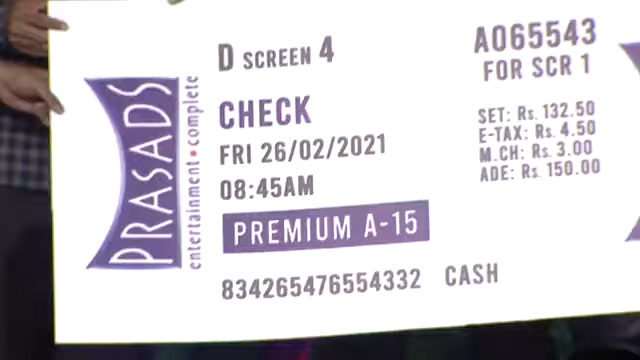 D SCREEN 4
CHECK
FRI 26/02/2021
08:45AM
PREMIUM A-15
834265476554332 CASH
A065543
FOR SCR 1
SET: Rs. 132.50
E-TAX: Rs. 4.50
M.CH: Rs. 3.00
ADE: Rs. 150.00
PRASADS
entertainment • complete